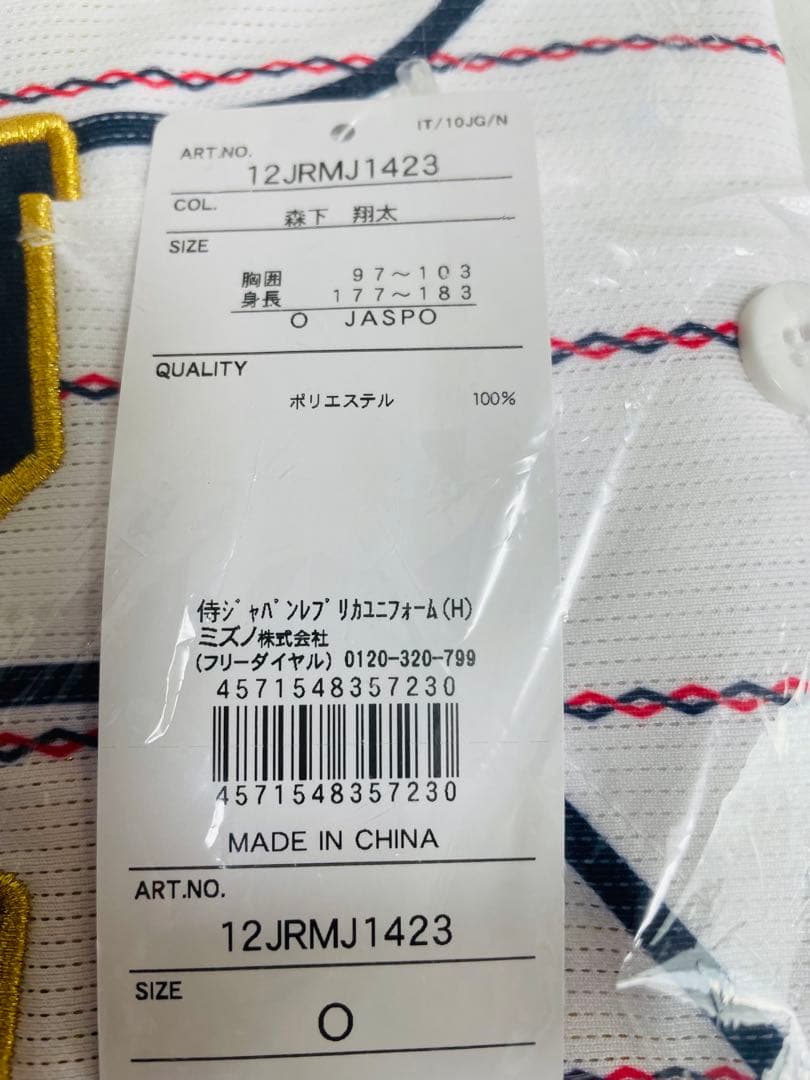 IT/10JG/N
ART.NO.
12JRMJ1423
COL.
森下 翔太
SIZE
胸囲 97～103
身長 177～183
O JASPO
QUALITY
ポリエステル 100%
侍ｼﾞｬﾊﾟﾝﾚﾌﾟﾘｶﾕﾆﾌｫｰﾑ(H)
ミズノ株式会社
(フリーダイヤル) 0120-320-799
4571548357230
4571548357230
MADE IN CHINA
ART.NO.
12JRMJ1423
SIZE
O